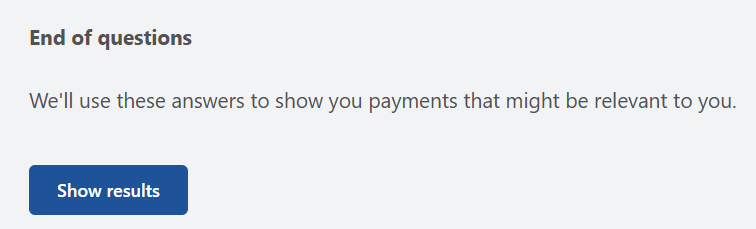 End of questions
We'll use these answers to show you payments that might be relevant to you.
Show results